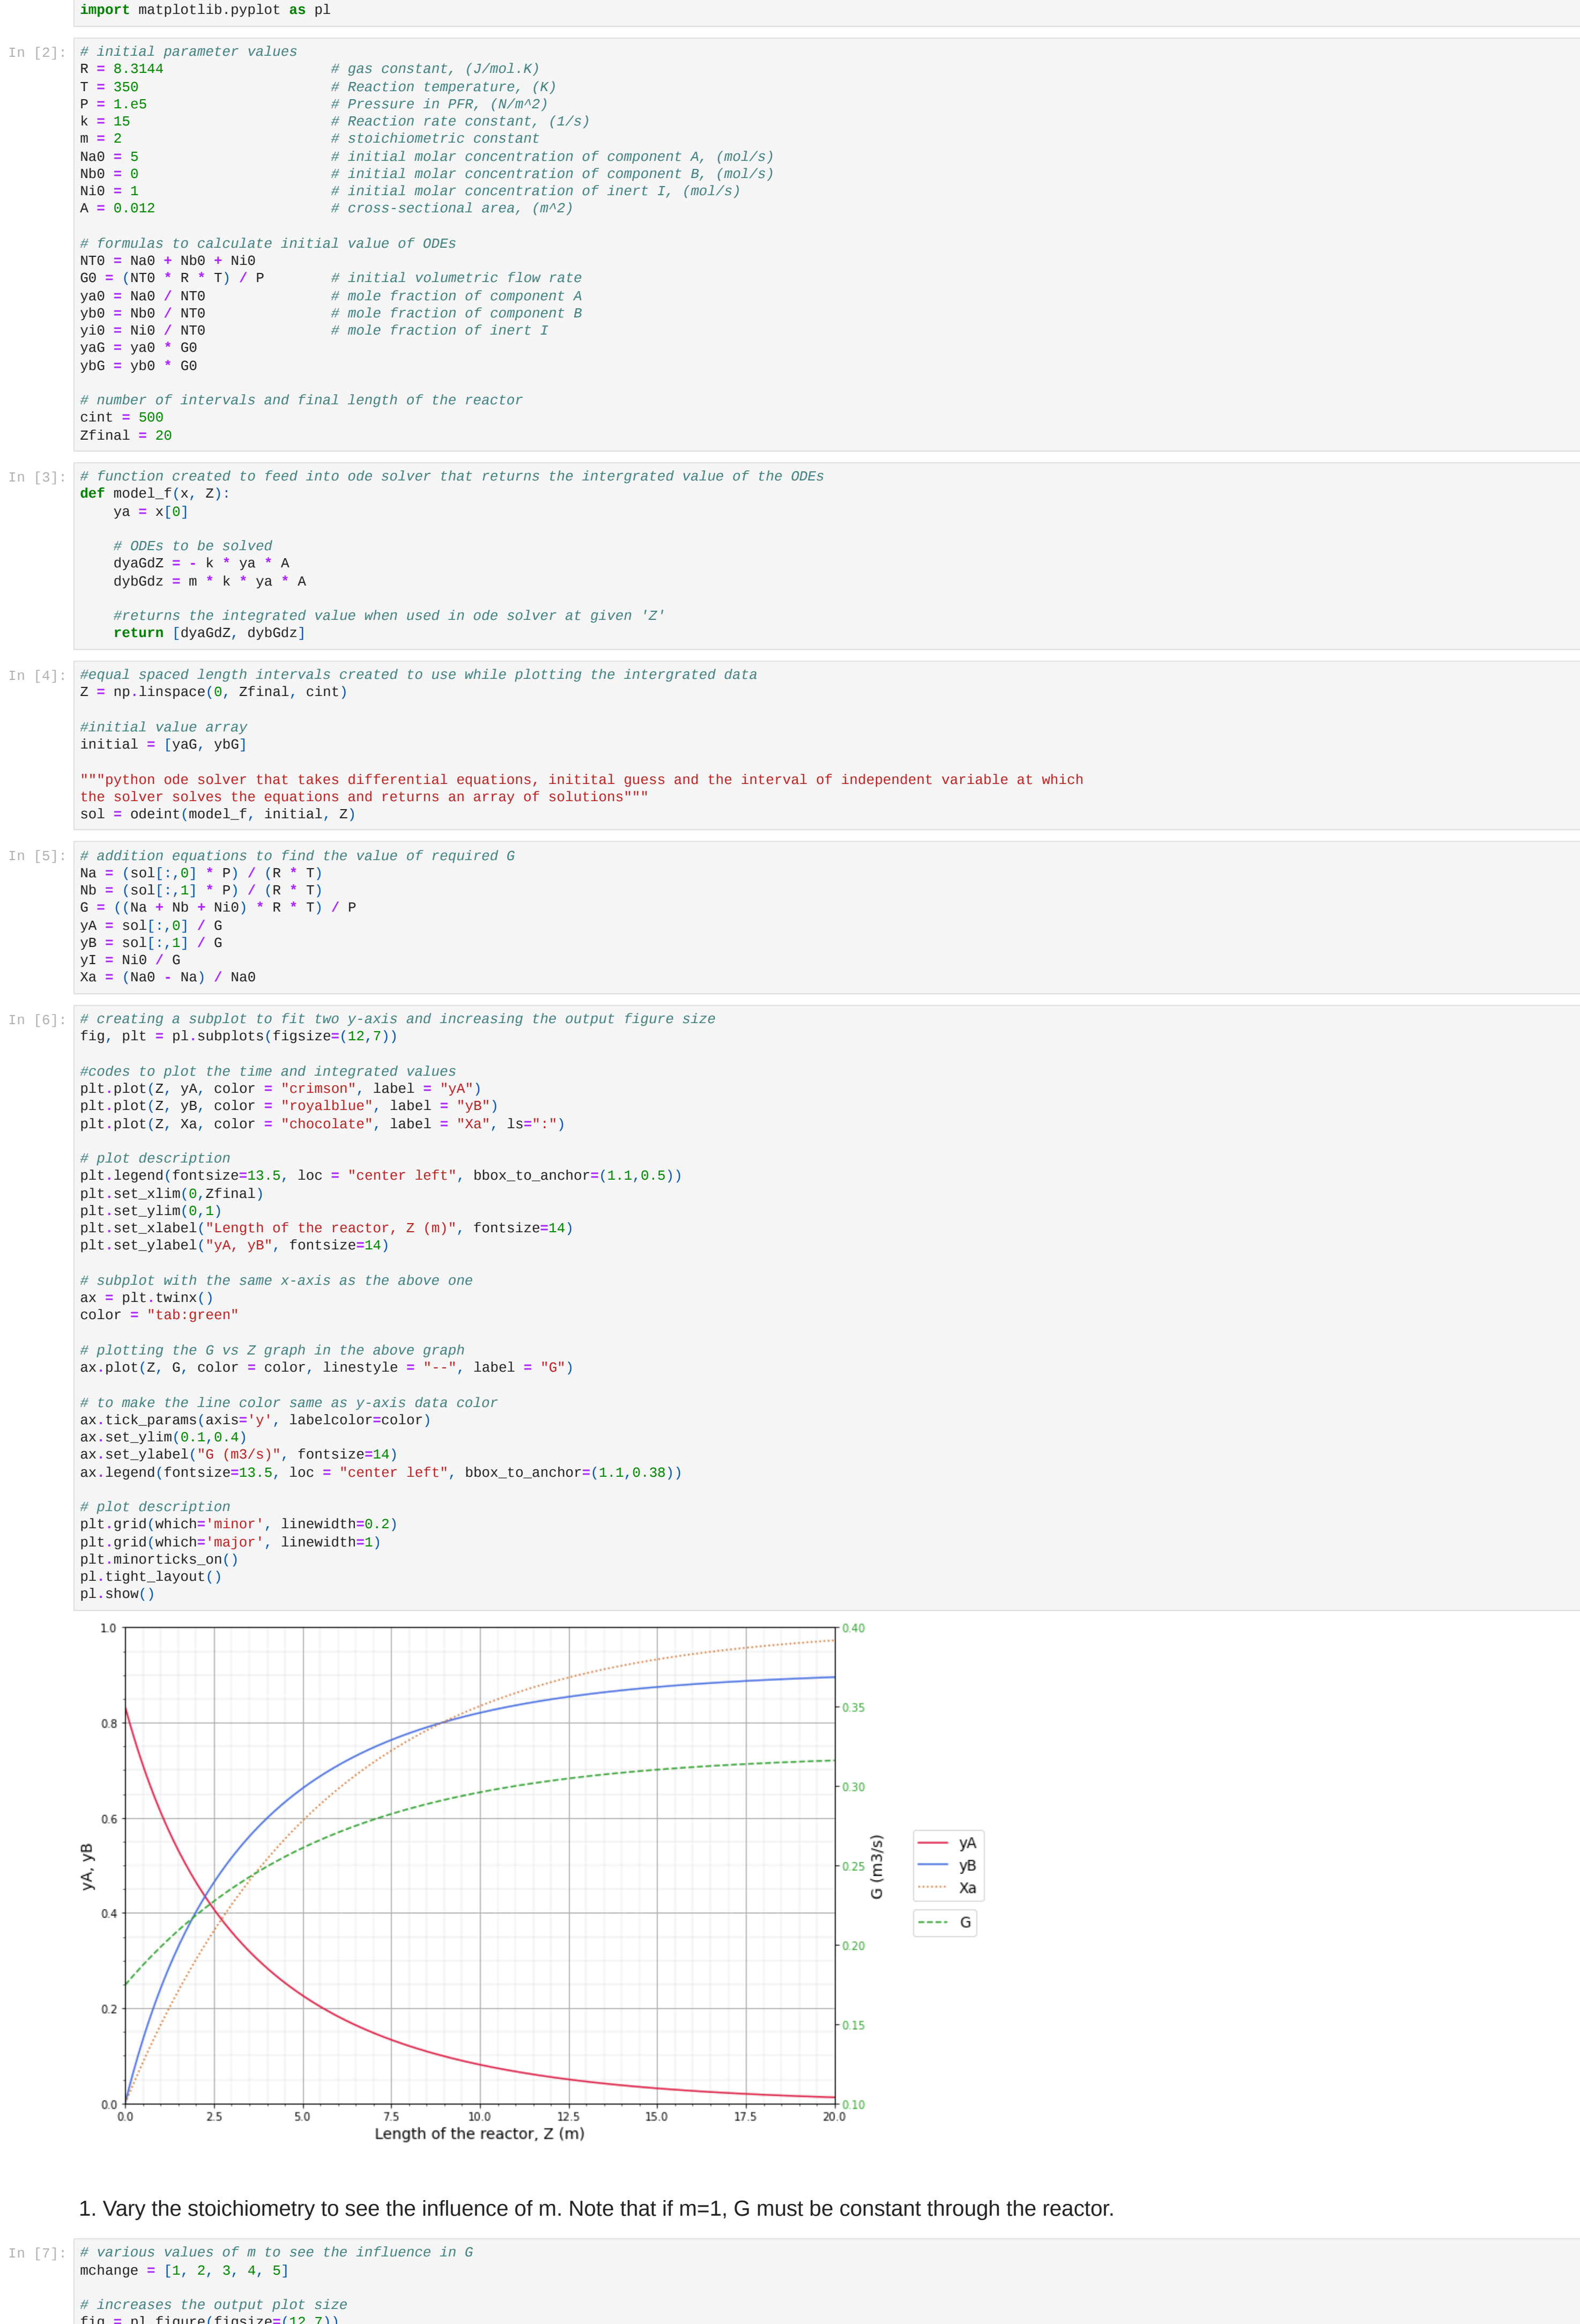 import matplotlib.pyplot as pl
In [2]:
# initial parameter values
R = 8.3144 # gas constant, (J/mol.K)
T = 350 # Reaction temperature, (K)
P = 1.e5 # Pressure in PFR, (N/m^2)
k = 15 # Reaction rate constant, (1/s)
m = 2 # stoichiometric constant
Na0 = 5 # initial molar concentration of component A, (mol/s)
Nb0 = 0 # initial molar concentration of component B, (mol/s)
Ni0 = 1 # initial molar concentration of inert I, (mol/s)
A = 0.012 # cross-sectional area, (m^2)
# formulas to calculate initial value of ODEs
NT0 = Na0 + Nb0 + Ni0
G0 = (NT0 * R * T) / P # initial volumetric flow rate
ya0 = Na0 / NT0 # mole fraction of component A
yb0 = Nb0 / NT0 # mole fraction of component B
yi0 = Ni0 / NT0 # mole fraction of inert I
yaG = ya0 * G0
ybG = yb0 * G0
# number of intervals and final length of the reactor
cint = 500
Zfinal = 20
In [3]:
# function created to feed into ode solver that returns the intergrated value of the ODEs
def model_f(x, Z):
    ya = x[0]
    # ODEs to be solved
    dyaGdZ = - k * ya * A
    dybGdz = m * k * ya * A
    #returns the integrated value when used in ode solver at given 'Z'
    return [dyaGdZ, dybGdz]
In [4]:
#equal spaced length intervals created to use while plotting the intergrated data
Z = np.linspace(0, Zfinal, cint)
#initial value array
initial = [yaG, ybG]
"""python ode solver that takes differential equations, initital guess and the interval of independent variable at which
the solver solves the equations and returns an array of solutions"""
sol = odeint(model_f, initial, Z)
In [5]:
# addition equations to find the value of required G
Na = (sol[:,0] * P) / (R * T)
Nb = (sol[:,1] * P) / (R * T)
G = ((Na + Nb + Ni0) * R * T) / P
yA = sol[:,0] / G
yB = sol[:,1] / G
yI = Ni0 / G
Xa = (Na0 - Na) / Na0
In [6]:
# creating a subplot to fit two y-axis and increasing the output figure size
fig, plt = pl.subplots(figsize=(12,7))
#codes to plot the time and integrated values
plt.plot(Z, yA, color = "crimson", label = "yA")
plt.plot(Z, yB, color = "royalblue", label = "yB")
plt.plot(Z, Xa, color = "chocolate", label = "Xa", ls=":")
# plot description
plt.legend(fontsize=13.5, loc = "center left", bbox_to_anchor=(1.1,0.5))
plt.set_xlim(0,Zfinal)
plt.set_ylim(0,1)
plt.set_xlabel("Length of the reactor, Z (m)", fontsize=14)
plt.set_ylabel("yA, yB", fontsize=14)
# subplot with the same x-axis as the above one
ax = plt.twinx()
color = "tab:green"
# plotting the G vs Z graph in the above graph
ax.plot(Z, G, color = color, linestyle = "--", label = "G")
# to make the line color same as y-axis data color
ax.tick_params(axis='y', labelcolor=color)
ax.set_ylim(0.1,0.4)
ax.set_ylabel("G (m3/s)", fontsize=14)
ax.legend(fontsize=13.5, loc = "center left", bbox_to_anchor=(1.1,0.38))
# plot description
plt.grid(which='minor', linewidth=0.2)
plt.grid(which='major', linewidth=1)
plt.minorticks_on()
pl.tight_layout()
pl.show()
1.0
0.8
0.6
0.4
0.2
0.0
yA, yB
0.40
0.35
0.30
0.25
0.20
0.15
0.10
G (m3/s)
yA
yB
Xa
G
0.0 2.5 5.0 7.5 10.0 12.5 15.0 17.5 20.0
Length of the reactor, Z (m)
1. Vary the stoichiometry to see the influence of m. Note that if m=1, G must be constant through the reactor.
In [7]:
# various values of m to see the influence in G
mchange = [1, 2, 3, 4, 5]
# increases the output plot size
fig = pl.figure(figsize=(12,7))